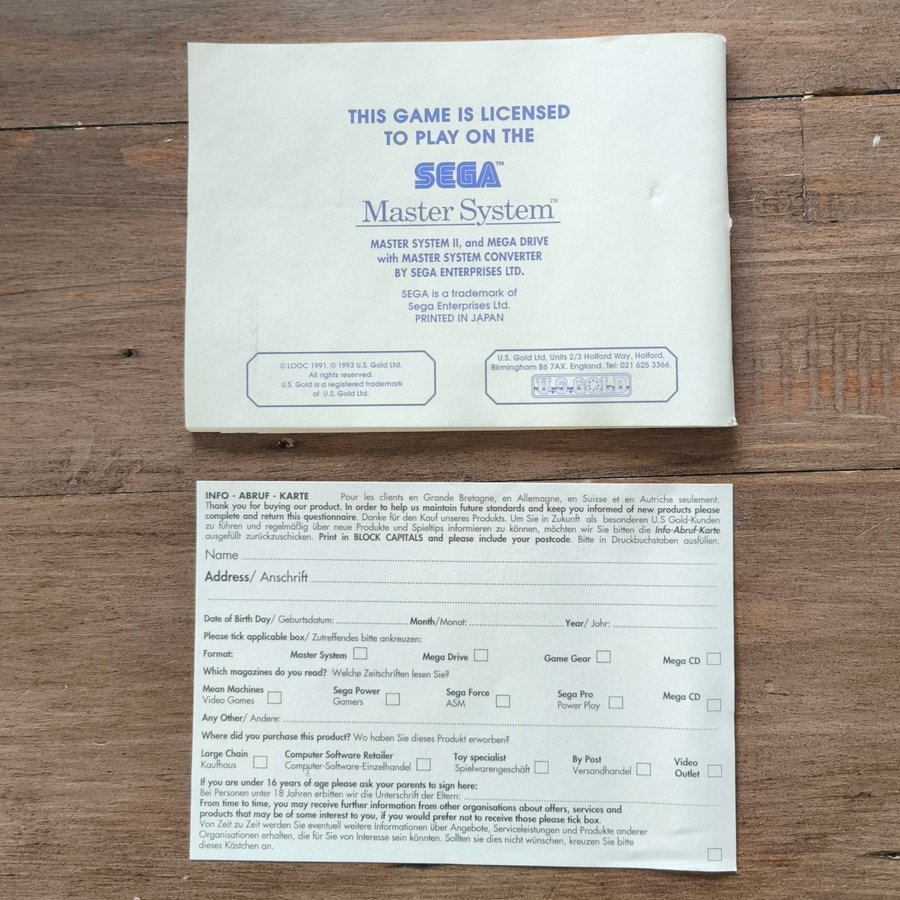 THIS GAME IS LICENSED
TO PLAY ON THE
SEGA™
Master System™
MASTER SYSTEM II, and MEGA DRIVE
with MASTER SYSTEM CONVERTER
BY SEGA ENTERPRISES LTD.
SEGA is a trademark of
Sega Enterprises Ltd.
PRINTED IN JAPAN
© LOOC 1991. © 1993 U.S. Gold Ltd.
All rights reserved.
U.S. Gold is a registered trademark
of U.S. Gold Ltd.
U.S. Gold Ltd, Units 2/3 Holford Way, Holford,
Birmingham B6 7AX. England. Tel: 021 625 3366.
U.S. GOLD
INFO - ABRUF - KARTE Pour les clients en Grande Bretagne, en Allemagne, en Suisse et en Autriche seulement.
Thank you for buying our product. In order to help us maintain future standards and keep you informed of new products please
complete and return this questionnaire. Danke für den Kauf unseres Produkts. Um Sie in Zukunft als besonderen U.S Gold-Kunden
zu führen und regelmäßig über neue Produkte und Spieltips informieren zu können, möchten wir Sie bitten die Info-Abruf-Karte
ausgefüllt zurückzuschicken. Print in BLOCK CAPITALS and please include your postcode. Bitte in Druckbuchstaben ausfüllen.
Name
Address/ Anschrift
Date of Birth Day/ Geburtsdatum: Month/Monat: Year/ Jahr:
Please tick applicable box/ Zutreffendes bitte ankreuzen:
Format: Master System Mega Drive Game Gear Mega CD
Which magazines do you read? Welche Zeitschriften lesen Sie?
Mean Machines Sega Power Sega Force Sega Pro Mega CD
Video Games Gamers ASM Power Play
Any Other/ Andere:
Where did you purchase this product? Wo haben Sie dieses Produkt erworben?
Large Chain Computer Software Retailer Toy specialist By Post Video
Kaufhaus Computer-Software-Einzelhandel Spielwarengeschäft Versandhandel Outlet
If you are under 16 years of age please ask your parents to sign here:
Bei Personen unter 18 Jahren erbitten wir die Unterschrift der Eltern:
From time to time, you may receive further information from other organisations about offers, services and
products that may be of some interest to you, if you would prefer not to receive those please tick box.
Von Zeit zu Zeit werden Sie eventuell weitere Informationen über Angebote, Serviceleistungen und Produkte anderer
Organisationen erhalten, die für Sie von Interesse sein könnten. Sollten sie dies nicht wünschen, kreuzen Sie bitte
dieses Kästchen an.